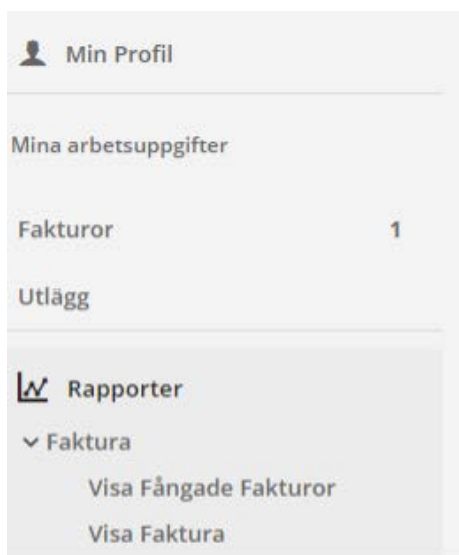 Min Profil
Mina arbetsuppgifter
Fakturor 1
Utlägg
Rapporter
Faktura
Visa Fångade Fakturor
Visa Faktura